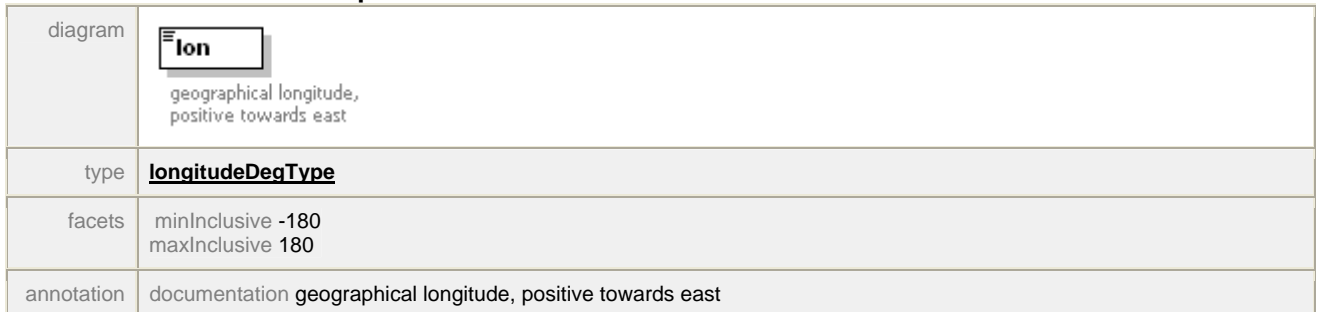 diagram
lon
geographical longitude,
positive towards east
type longitudeDegType
facets minInclusive -180
maxInclusive 180
annotation documentation geographical longitude, positive towards east